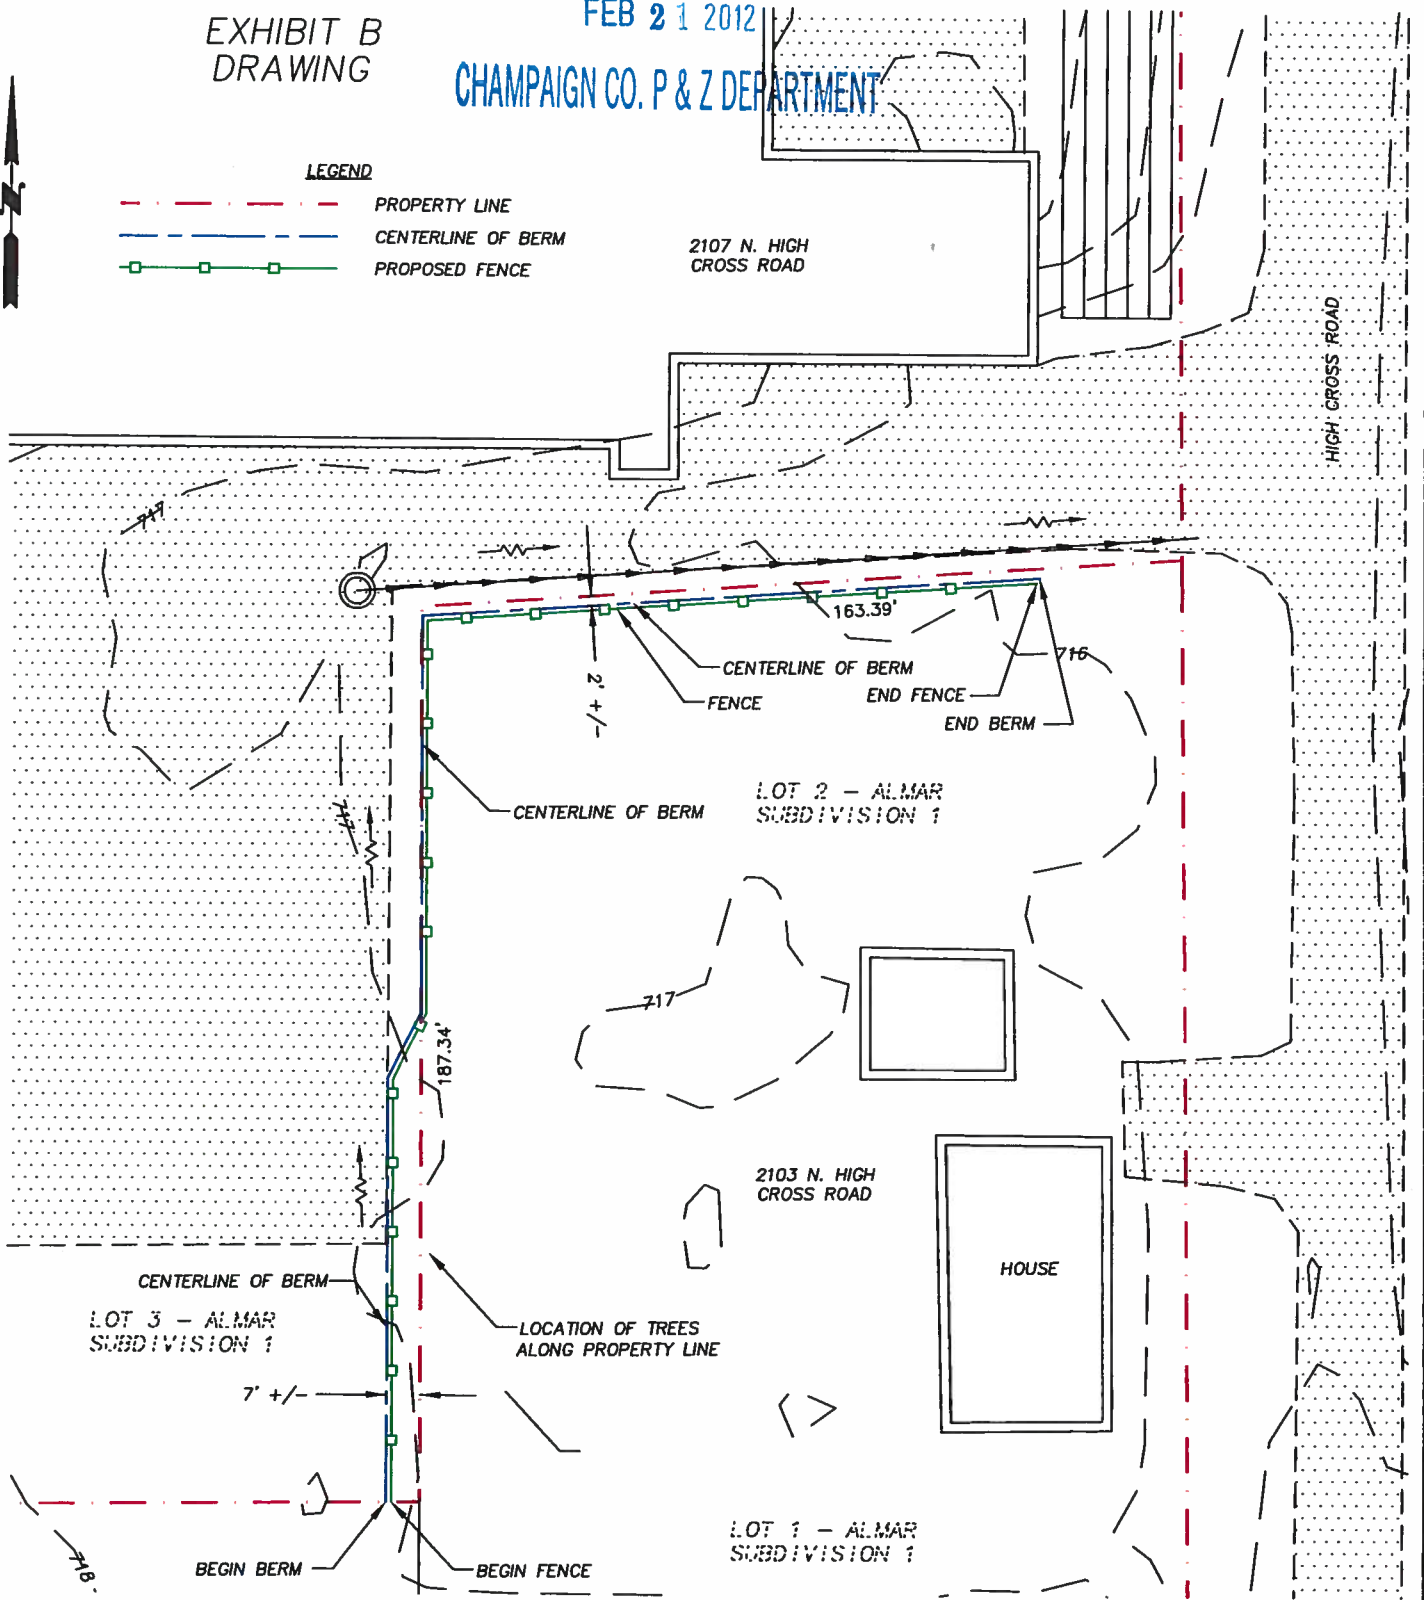 EXHIBIT B
DRAWING
FEB 21 2012
CHAMPAIGN CO. P & Z DEPARTMENT
N
LEGEND
PROPERTY LINE
CENTERLINE OF BERM
PROPOSED FENCE
2107 N. HIGH
CROSS ROAD
HIGH CROSS ROAD
717
163.39'
716
CENTERLINE OF BERM
FENCE
2' +/-
END FENCE
END BERM
LOT 2 - ALMAR
SUBDIVISION 1
CENTERLINE OF BERM
717
717
187.34'
2103 N. HIGH
CROSS ROAD
HOUSE
CENTERLINE OF BERM
LOT 3 - ALMAR
SUBDIVISION 1
LOCATION OF TREES
ALONG PROPERTY LINE
7' +/-
LOT 1 - ALMAR
SUBDIVISION 1
718
BEGIN BERM
BEGIN FENCE